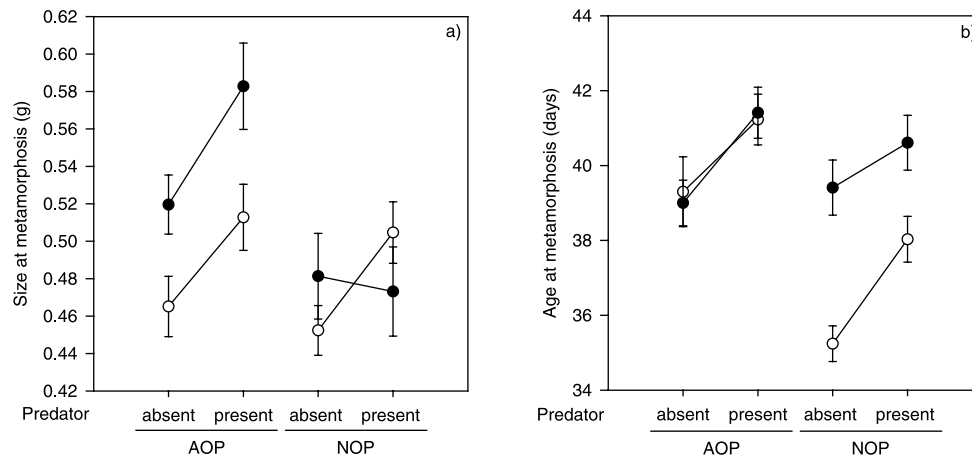 a)
0.62
0.60
0.58
0.56
0.54
0.52
0.50
0.48
0.46
0.44
0.42
Size at metamorphosis (g)
Predator absent present absent present
AOP NOP
b)
44
42
40
38
36
34
Age at metamorphosis (days)
Predator absent present absent present
AOP NOP